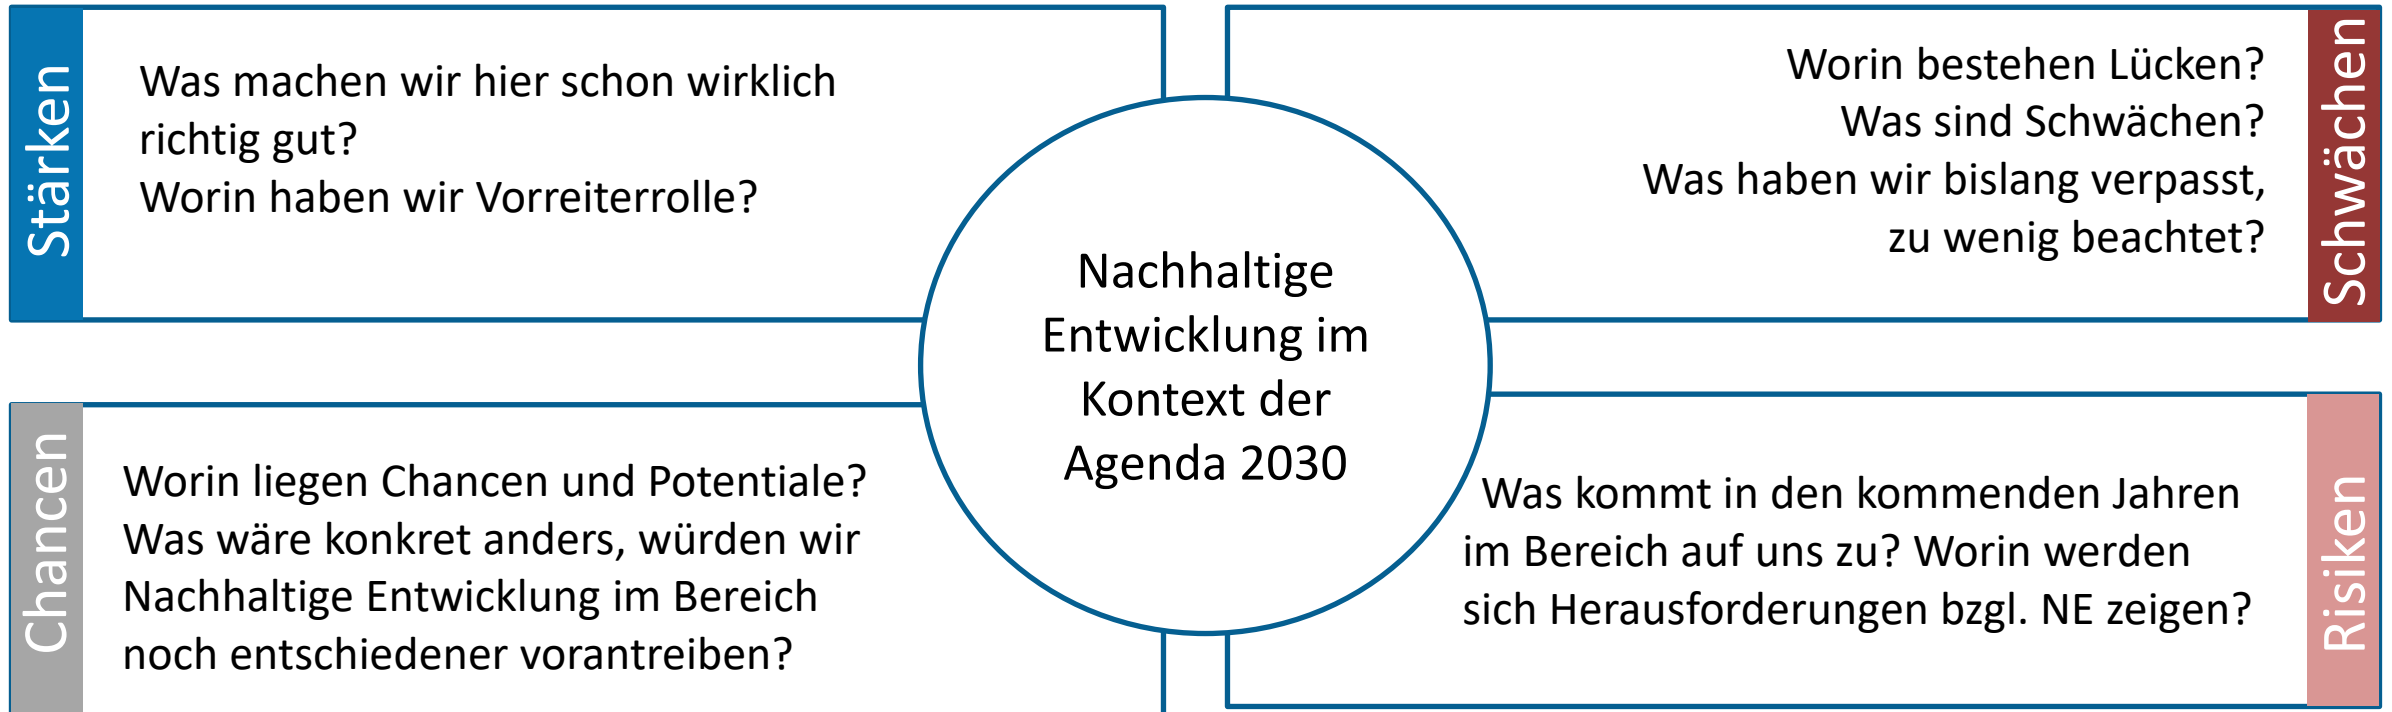 Stärken
Was machen wir hier schon wirklich
richtig gut?
Worin haben wir Vorreiterrolle?
Schwächen
Worin bestehen Lücken?
Was sind Schwächen?
Was haben wir bislang verpasst,
zu wenig beachtet?
Nachhaltige
Entwicklung im
Kontext der
Agenda 2030
Chancen
Worin liegen Chancen und Potentiale?
Was wäre konkret anders, würden wir
Nachhaltige Entwicklung im Bereich
noch entschiedener vorantreiben?
Risiken
Was kommt in den kommenden Jahren
im Bereich auf uns zu? Worin werden
sich Herausforderungen bzgl. NE zeigen?